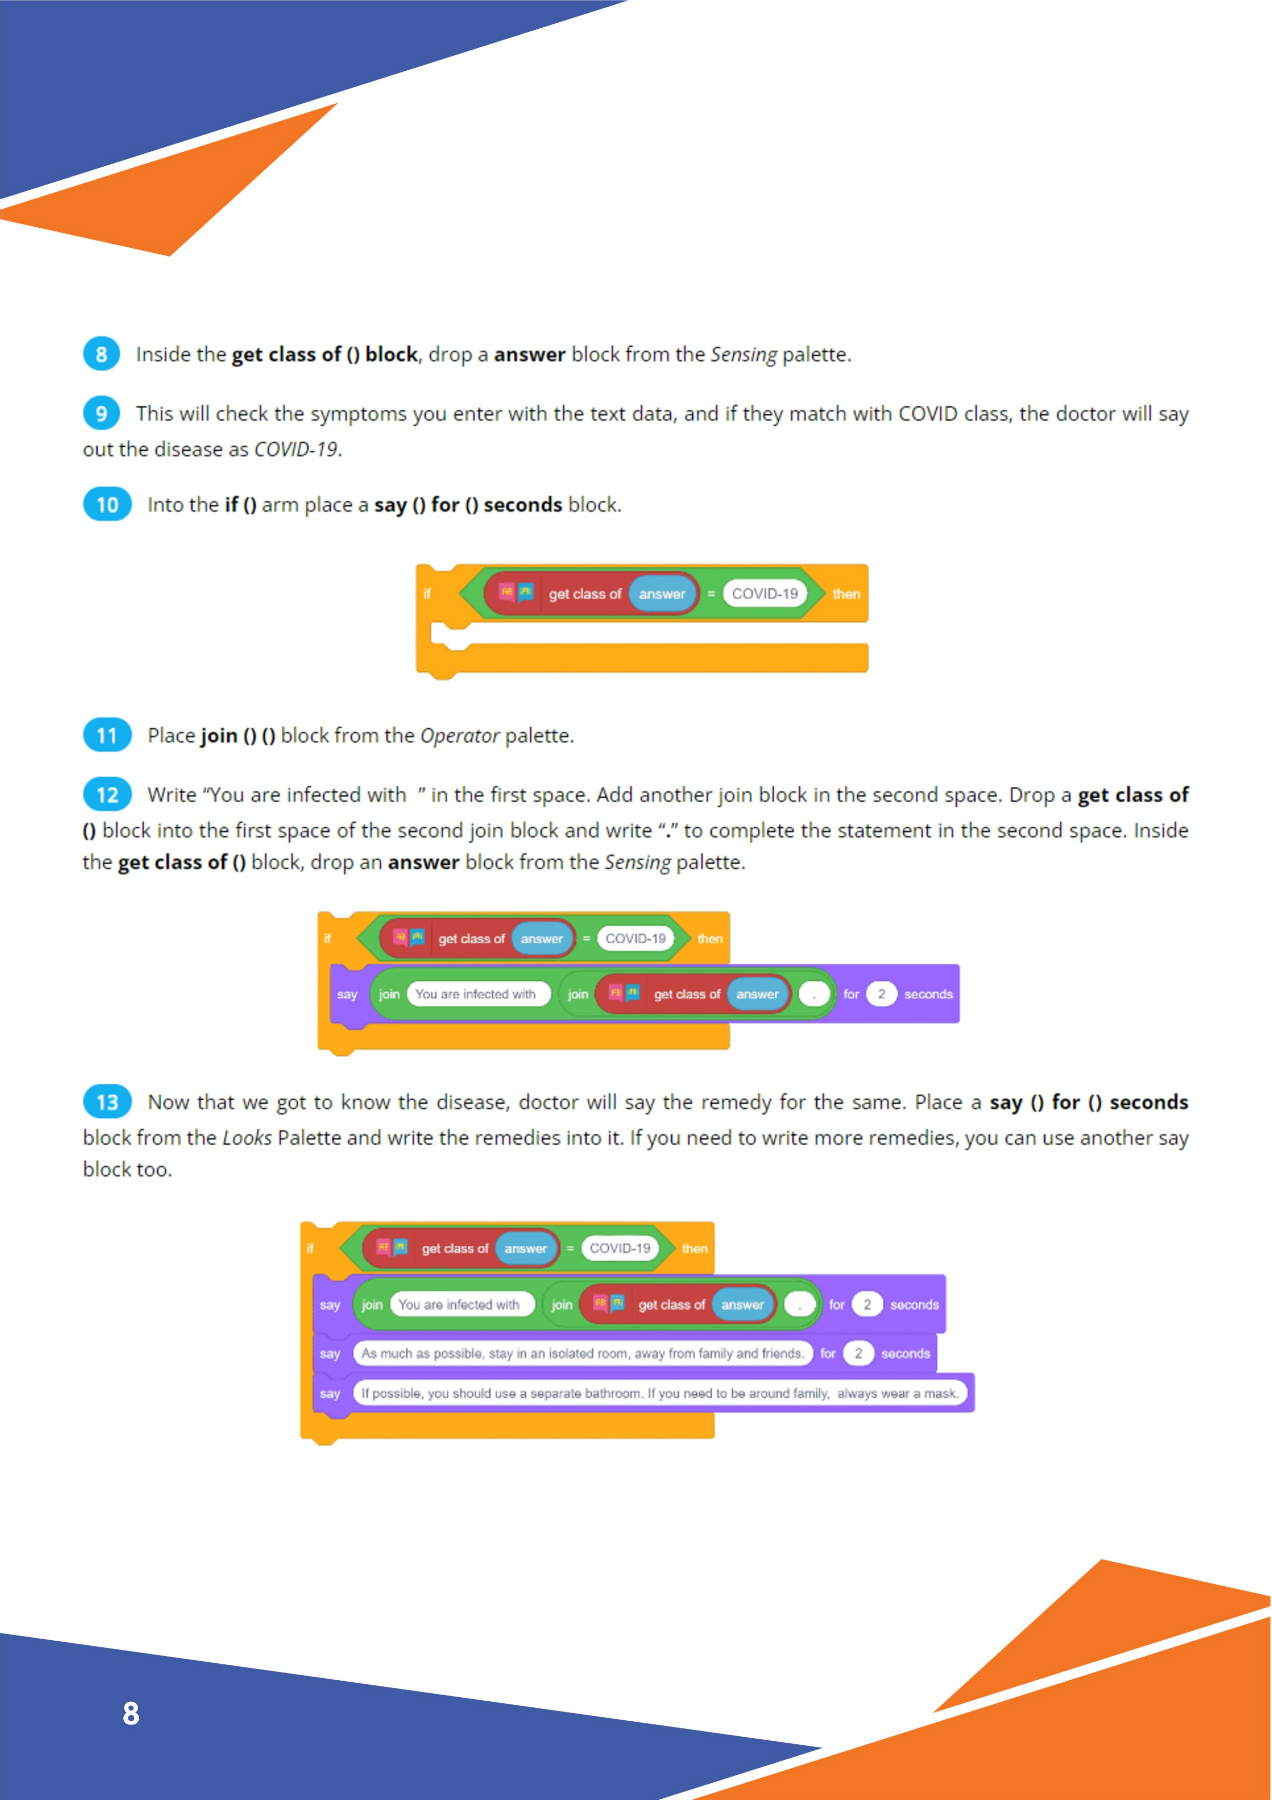 8 Inside the get class of () block, drop a answer block from the Sensing palette.
9 This will check the symptoms you enter with the text data, and if they match with COVID class, the doctor will say
out the disease as COVID-19.
10 Into the if () arm place a say () for () seconds block.
if get class of answer = COVID-19 then
11 Place join () () block from the Operator palette.
12 Write “You are infected with ” in the first space. Add another join block in the second space. Drop a get class of
() block into the first space of the second join block and write “.” to complete the statement in the second space. Inside
the get class of () block, drop an answer block from the Sensing palette.
if get class of answer = COVID-19 then
say join You are infected with join get class of answer . for 2 seconds
13 Now that we got to know the disease, doctor will say the remedy for the same. Place a say () for () seconds
block from the Looks Palette and write the remedies into it. If you need to write more remedies, you can use another say
block too.
if get class of answer = COVID-19 then
say join You are infected with join get class of answer . for 2 seconds
say As much as possible, stay in an isolated room, away from family and friends. for 2 seconds
say If possible, you should use a separate bathroom. If you need to be around family, always wear a mask.
8